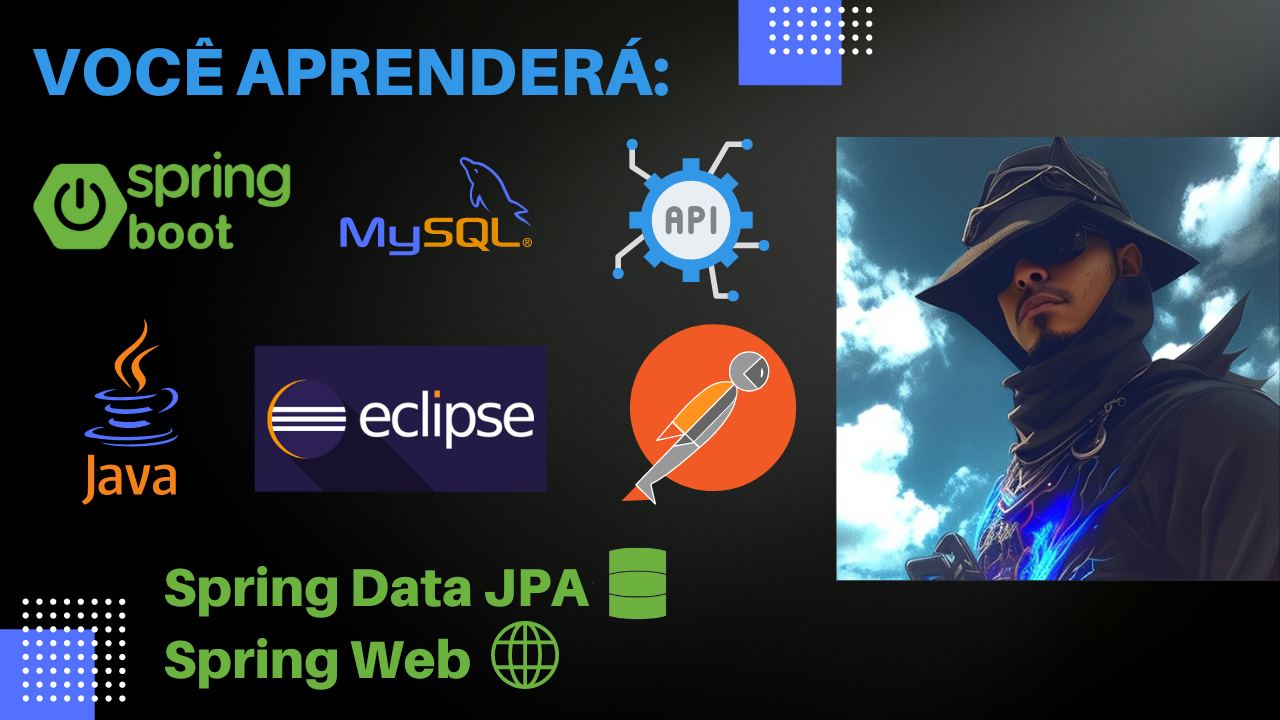 VOCÊ APRENDERÁ:
spring
boot
MySQL®
API
Java
eclipse
Spring Data JPA
Spring Web